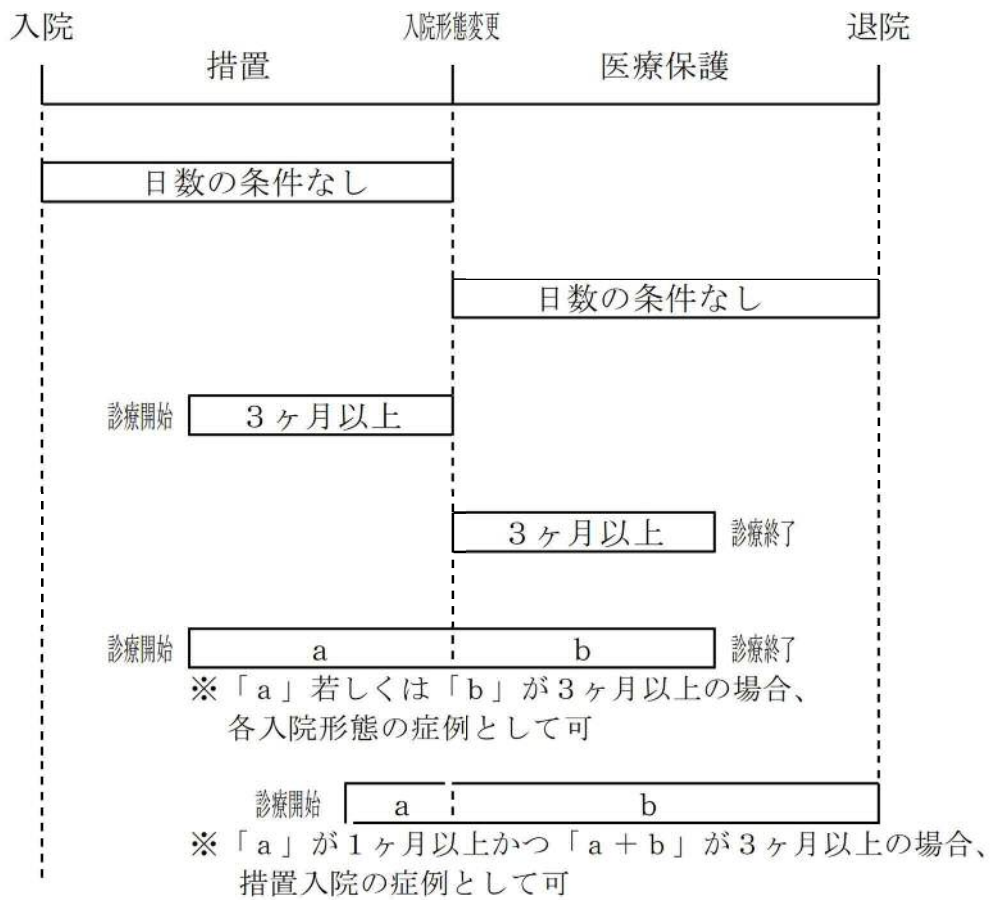 入院 入院形態変更 退院
措置 医療保護
日数の条件なし
日数の条件なし
診療開始 3ヶ月以上
3ヶ月以上 診療終了
診療開始 a b 診療終了
※「a」若しくは「b」が3ヶ月以上の場合、
各入院形態の症例として可
診療開始 a b
※「a」が1ヶ月以上かつ「a+b」が3ヶ月以上の場合、
措置入院の症例として可